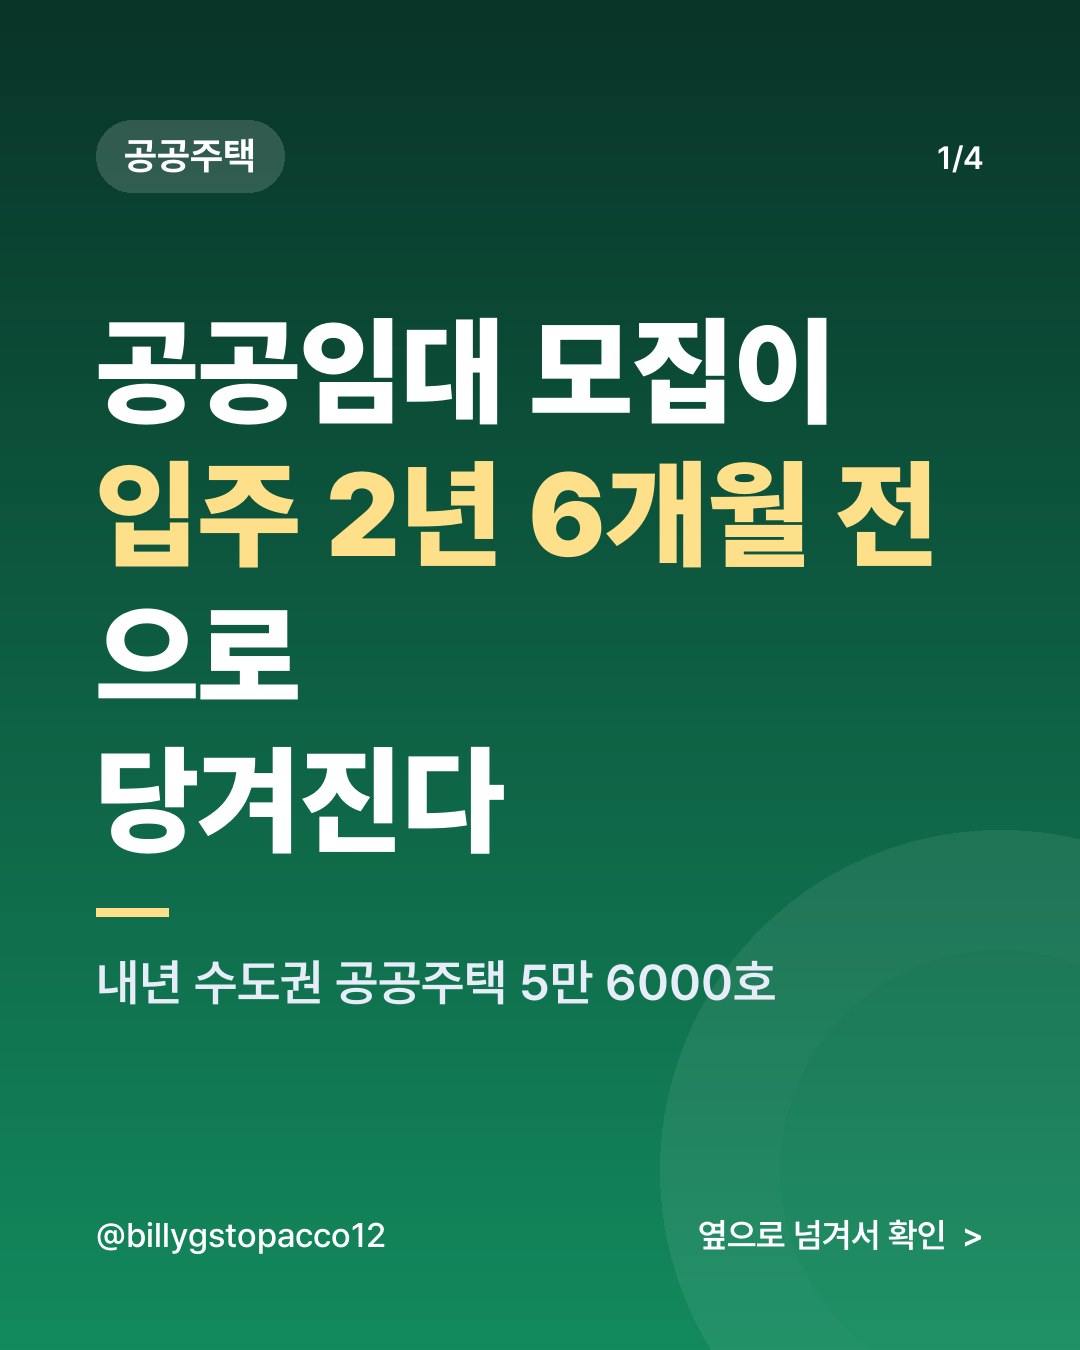 공공주택
1/4
공공임대 모집이
입주 2년 6개월 전
으로
당겨진다
내년 수도권 공공주택 5만 6000호
@billygstopacco12
옆으로 넘겨서 확인 >